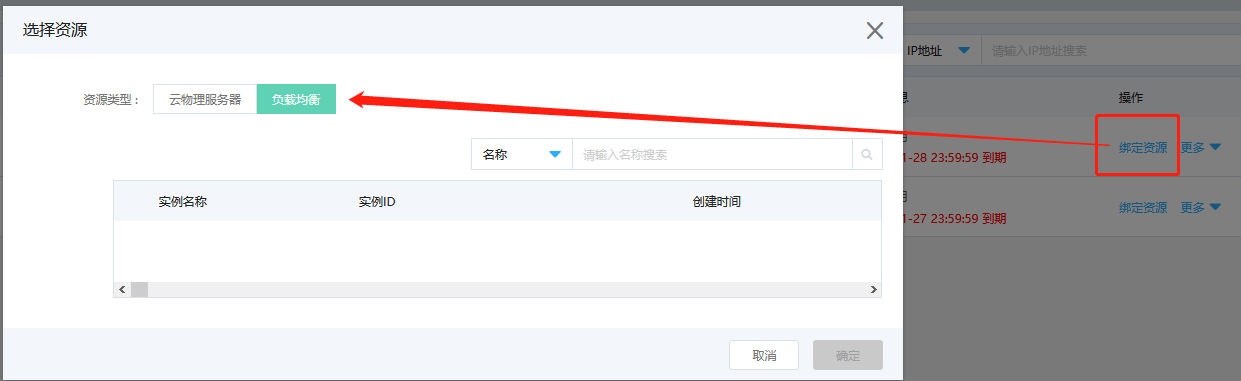 选择资源
IP地址
请输入IP地址搜索
资源类型：
云物理服务器
负载均衡
操作
名称
请输入名称搜索
绑定资源
更多
1-28 23:59:59 到期
实例名称
实例ID
创建时间
绑定资源
更多
1-27 23:59:59 到期
取消
确定